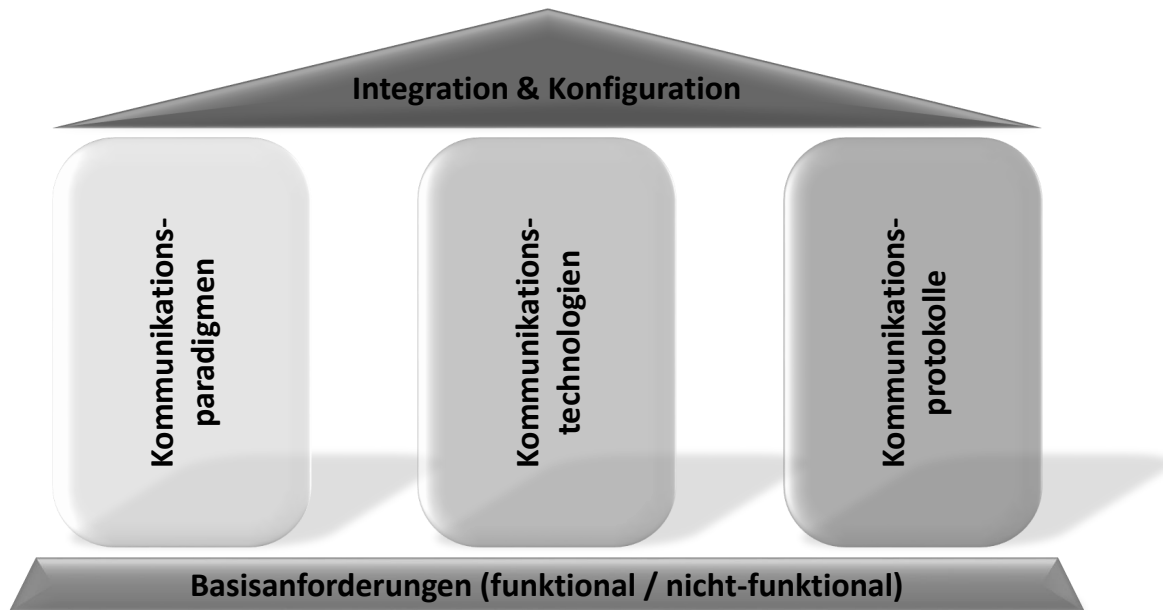 Integration & Konfiguration
Kommunikations-
paradigmen
Kommunikations-
technologien
Kommunikations-
protokolle
Basisanforderungen (funktional / nicht-funktional)